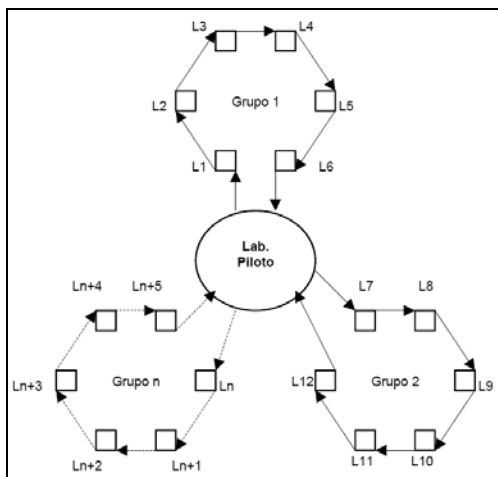 L3
L4
L2
Grupo 1
L5
L1
L6
Lab.
Piloto
Ln+4
Ln+5
L7
L8
Ln+3
Grupo n
Ln
L12
Grupo 2
L9
Ln+2
Ln+1
L11
L10